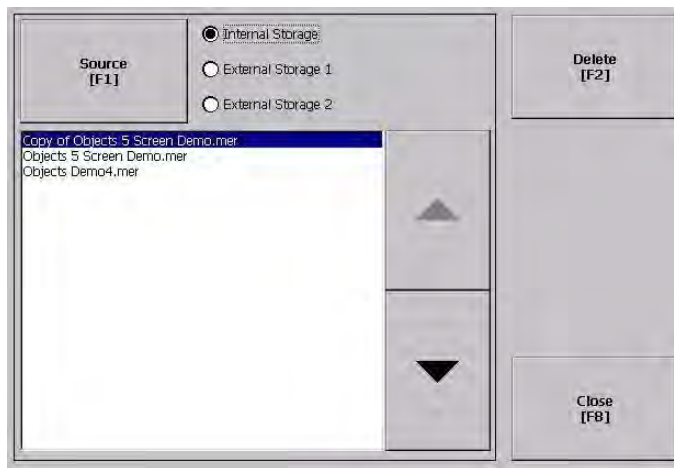 Source
[F1]
Internal Storage
External Storage 1
External Storage 2
Delete
[F2]
Copy of Objects 5 Screen Demo.mer
Objects 5 Screen Demo.mer
Objects Demo4.mer
Close
[F8]